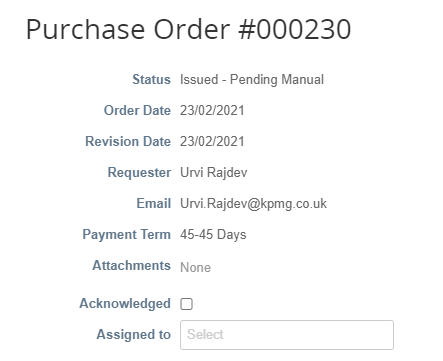 Purchase Order #000230
Status Issued - Pending Manual
Order Date 23/02/2021
Revision Date 23/02/2021
Requester Urvi Rajdev
Email Urvi.Rajdev@kpmg.co.uk
Payment Term 45-45 Days
Attachments None
Acknowledged
Assigned to Select